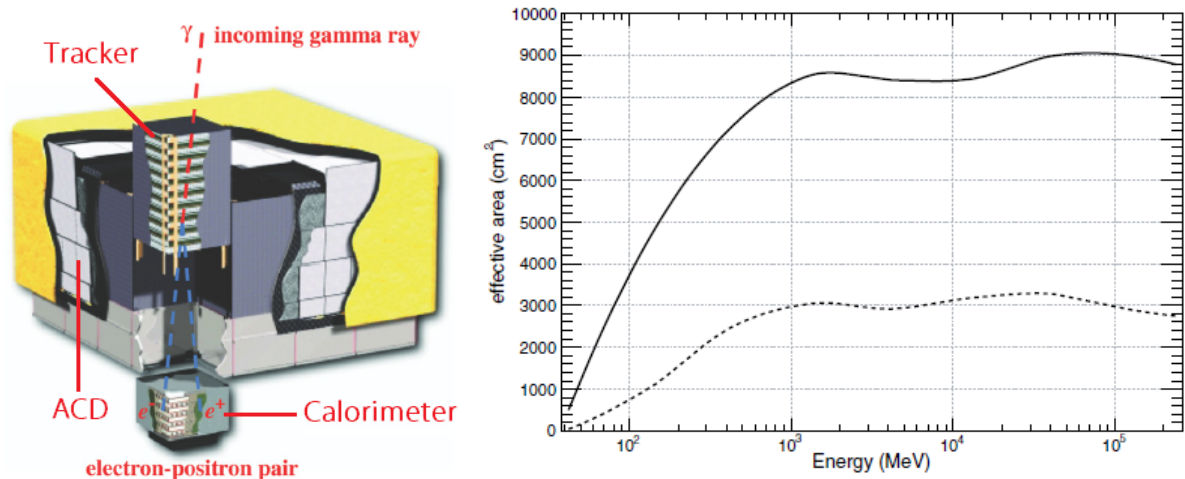 γ incoming gamma ray
Tracker
ACD
e⁻ e⁺
Calorimeter
electron-positron pair
effective area (cm²)
10000
9000
8000
7000
6000
5000
4000
3000
2000
1000
0
10² 10³ 10⁴ 10⁵
Energy (MeV)